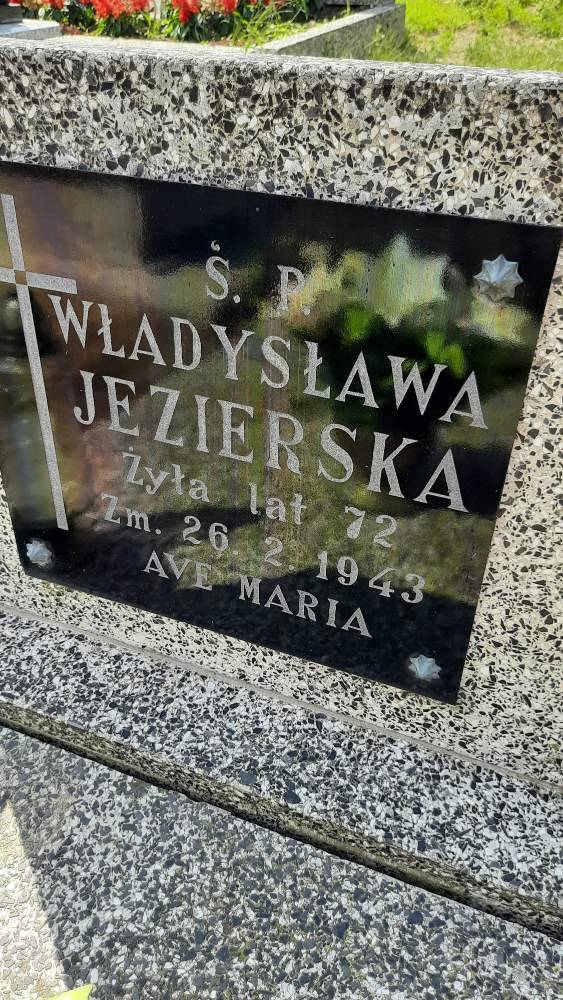 Ś. P.
WŁADYSŁAWA
JEZIERSKA
żyła lat 72
Zm. 26. 2. 1943
AVE MARIA